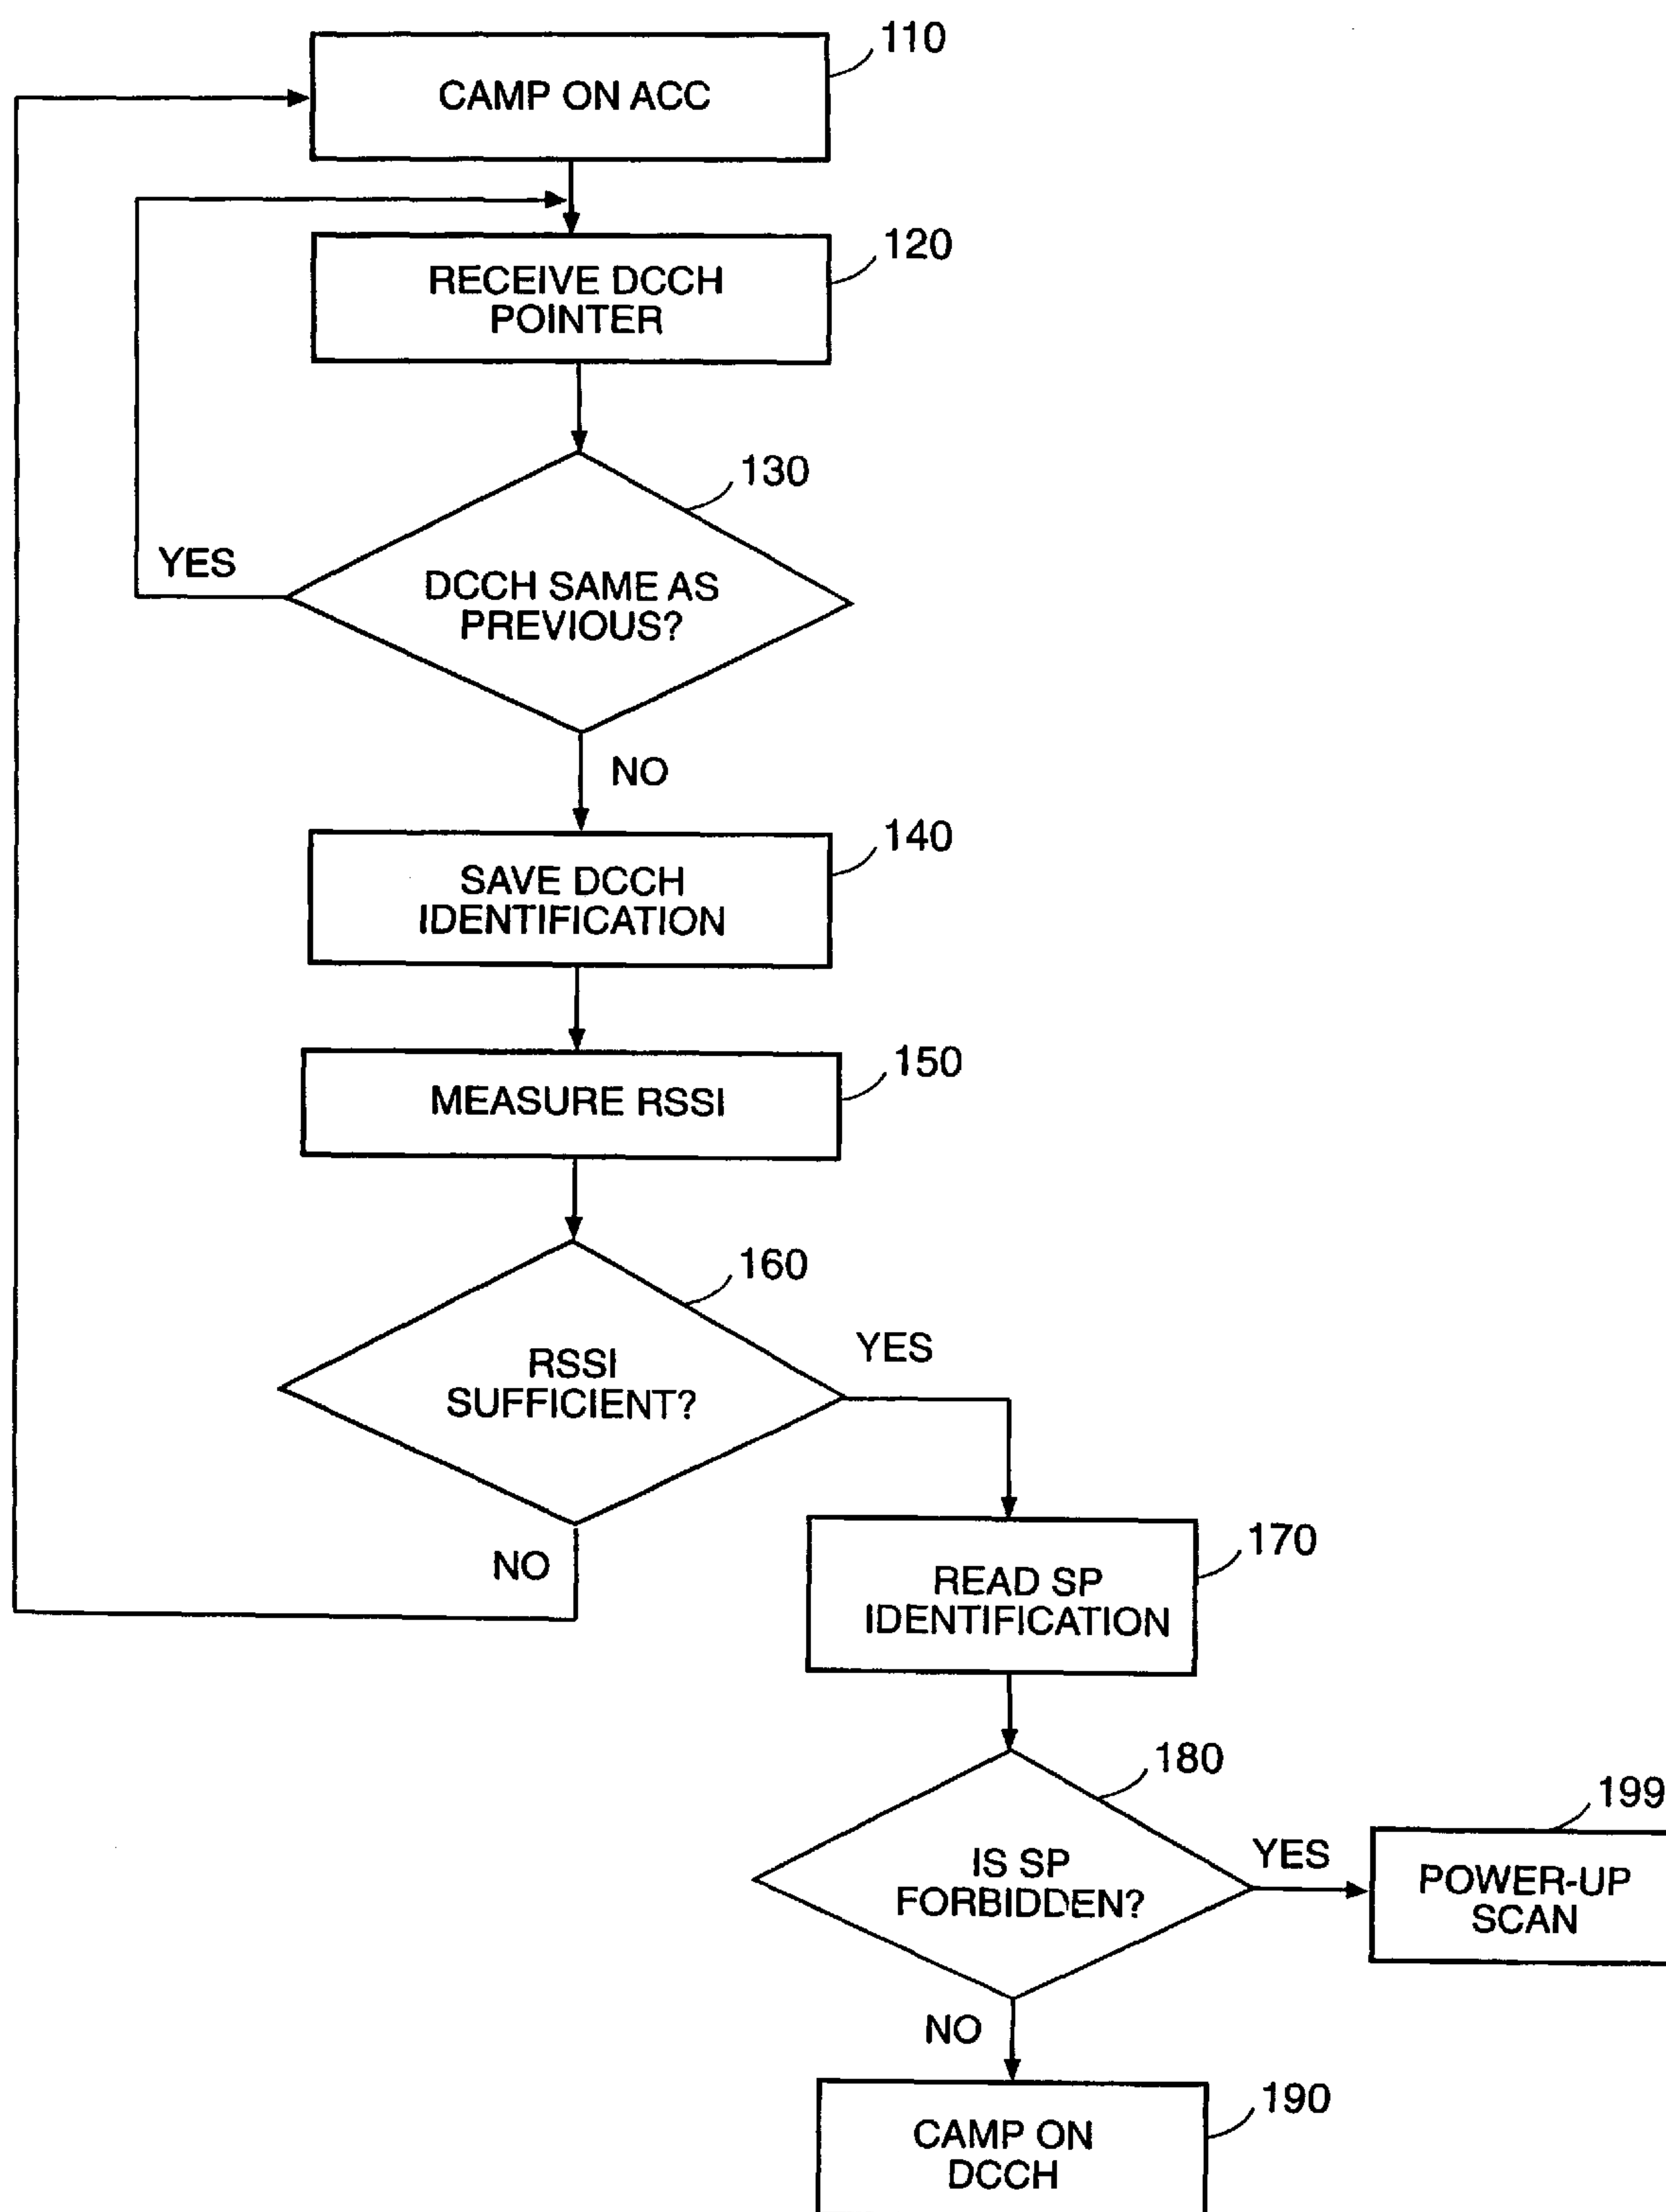 110
CAMP ON ACC
120
RECEIVE DCCH
POINTER
130
YES
DCCH SAME AS
PREVIOUS?
NO
140
SAVE DCCH
IDENTIFICATION
150
MEASURE RSSI
160
YES
RSSI
SUFFICIENT?
NO
170
READ SP
IDENTIFICATION
180
199
IS SP
FORBIDDEN?
YES
POWER-UP
SCAN
NO
190
CAMP ON
DCCH